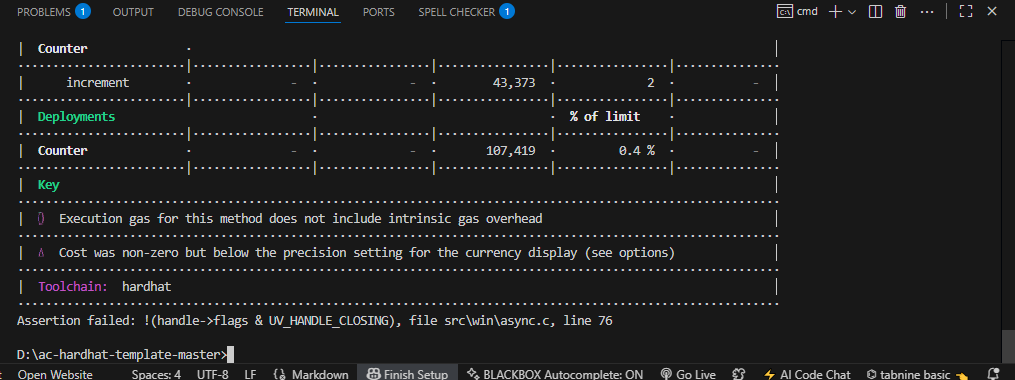 PROBLEMS 1 OUTPUT DEBUG CONSOLE TERMINAL PORTS SPELL CHECKER 1 cmd
| Counter · |
| increment · - · - · 43,373 · 2 · - |
| Deployments · · % of limit · |
| Counter · - · - · 107,419 · 0.4 % · - |
| Key |
| Execution gas for this method does not include intrinsic gas overhead |
| Δ Cost was non-zero but below the precision setting for the currency display (see options) |
| Toolchain: hardhat |
Assertion failed: !(handle->flags & UV_HANDLE_CLOSING), file src\win\async.c, line 76
D:\ac-hardhat-template-master>
Open Website Spaces: 4 UTF-8 LF {} Markdown Finish Setup BLACKBOX Autocomplete: ON Go Live AI Code Chat tabnine basic